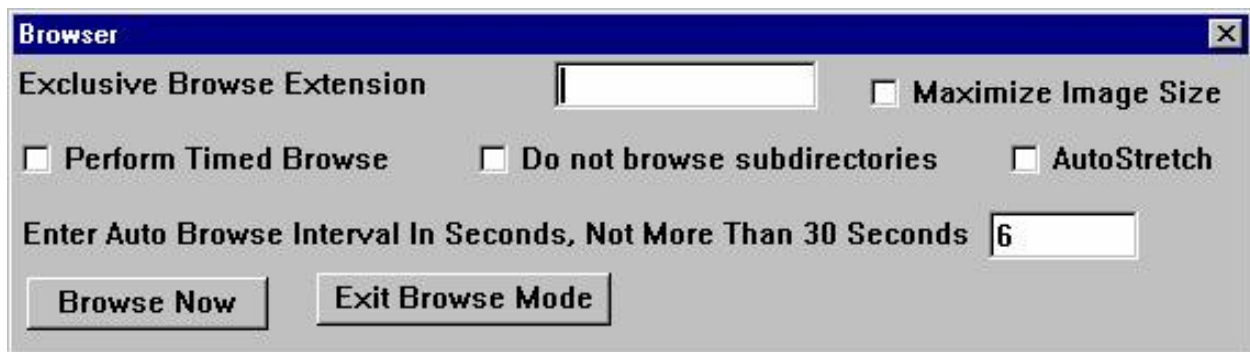 Browser
Exclusive Browse Extension
Maximize Image Size
Perform Timed Browse
Do not browse subdirectories
AutoStretch
Enter Auto Browse Interval In Seconds, Not More Than 30 Seconds 6
Browse Now
Exit Browse Mode